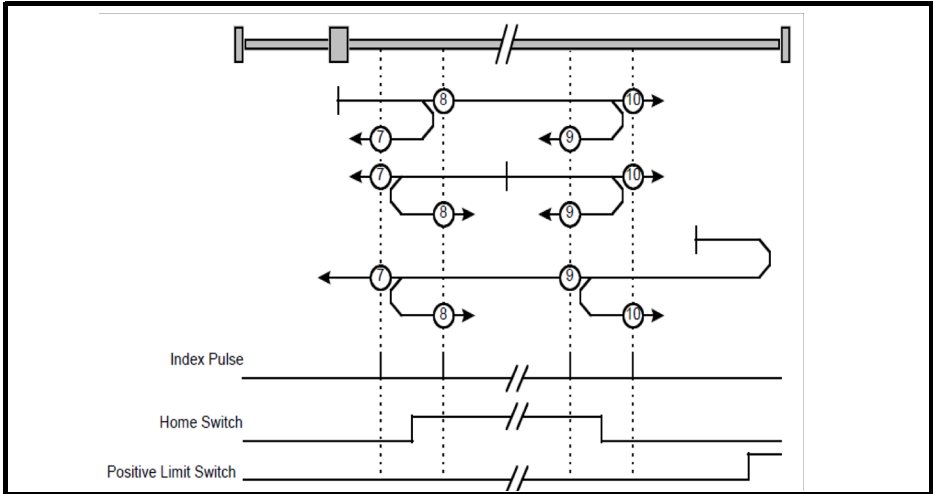 8 10
7 9
7 10
8 9
7 9
8 10
Index Pulse
Home Switch
Positive Limit Switch